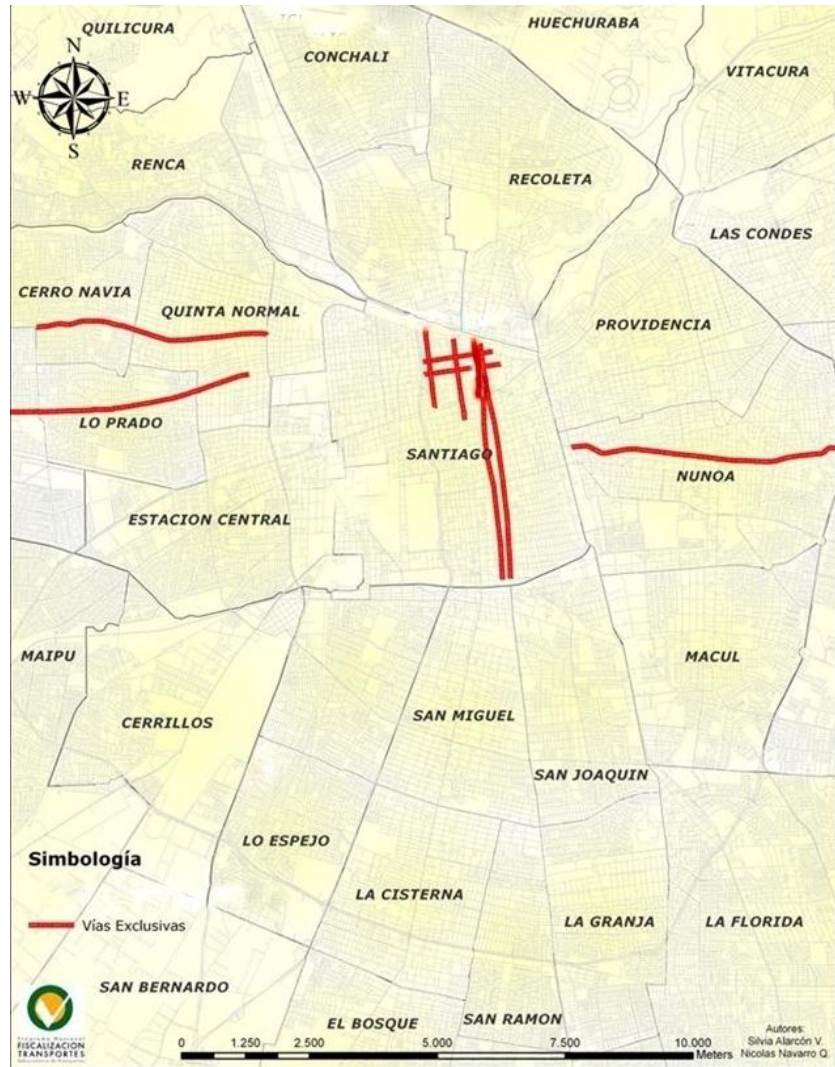 QUILICURA
HUECHURABA
CONCHALI
VITACURA
N
W E
S
RENCA
RECOLETA
LAS CONDES
CERRO NAVIA
QUINTA NORMAL
PROVIDENCIA
LO PRADO
SANTIAGO
NUNOA
ESTACION CENTRAL
MAIPU
MACUL
CERRILLOS
SAN MIGUEL
SAN JOAQUIN
LO ESPEJO
Simbología
LA CISTERNA
LA GRANJA
LA FLORIDA
Vías Exclusivas
SAN BERNARDO
EL BOSQUE
SAN RAMON
Programa Nacional
FISCALIZACION
TRANSPORTES
0 1.250 2.500 5.000 7.500 10.000
Meters
Autores:
Silvia Alarcón V.
Nicolas Navarro Q.